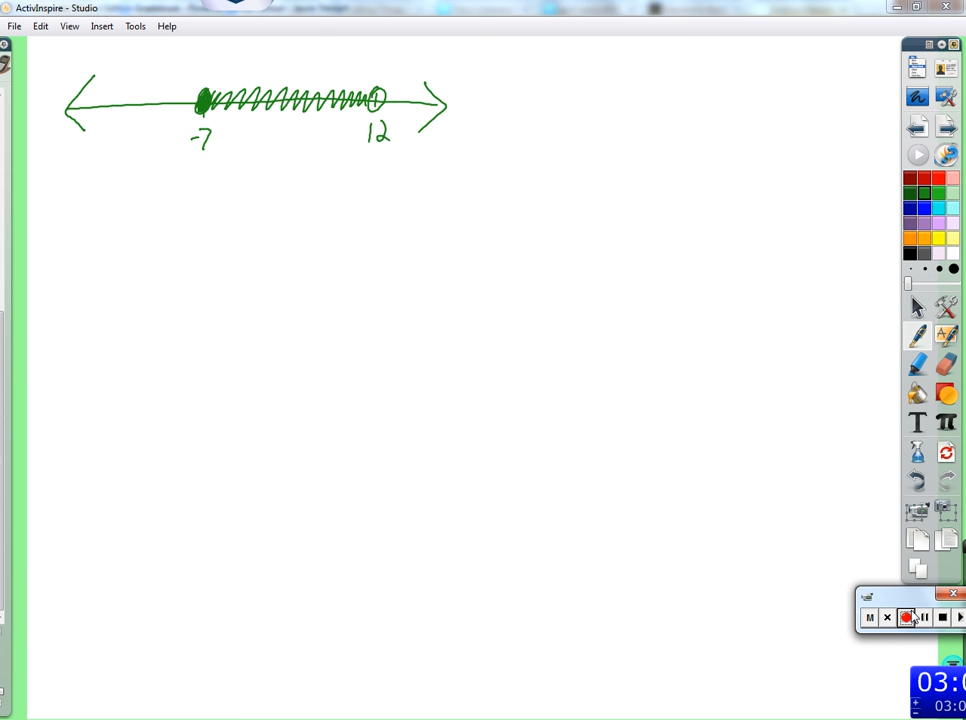 ActivInspire - Studio
File Edit View Insert Tools Help
-7 12
A
T π
M
03:0
03:0